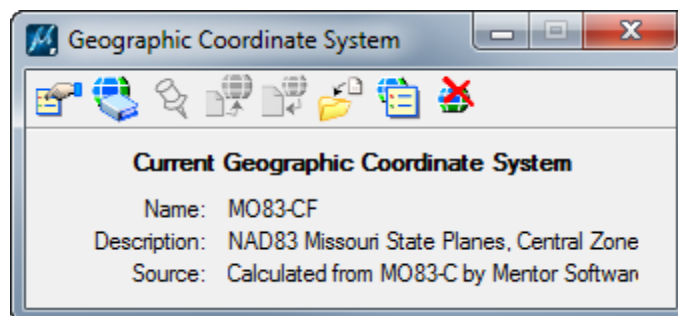 Geographic Coordinate System
Current Geographic Coordinate System
Name: MO83-CF
Description: NAD83 Missouri State Planes, Central Zone
Source: Calculated from MO83-C by Mentor Softwar